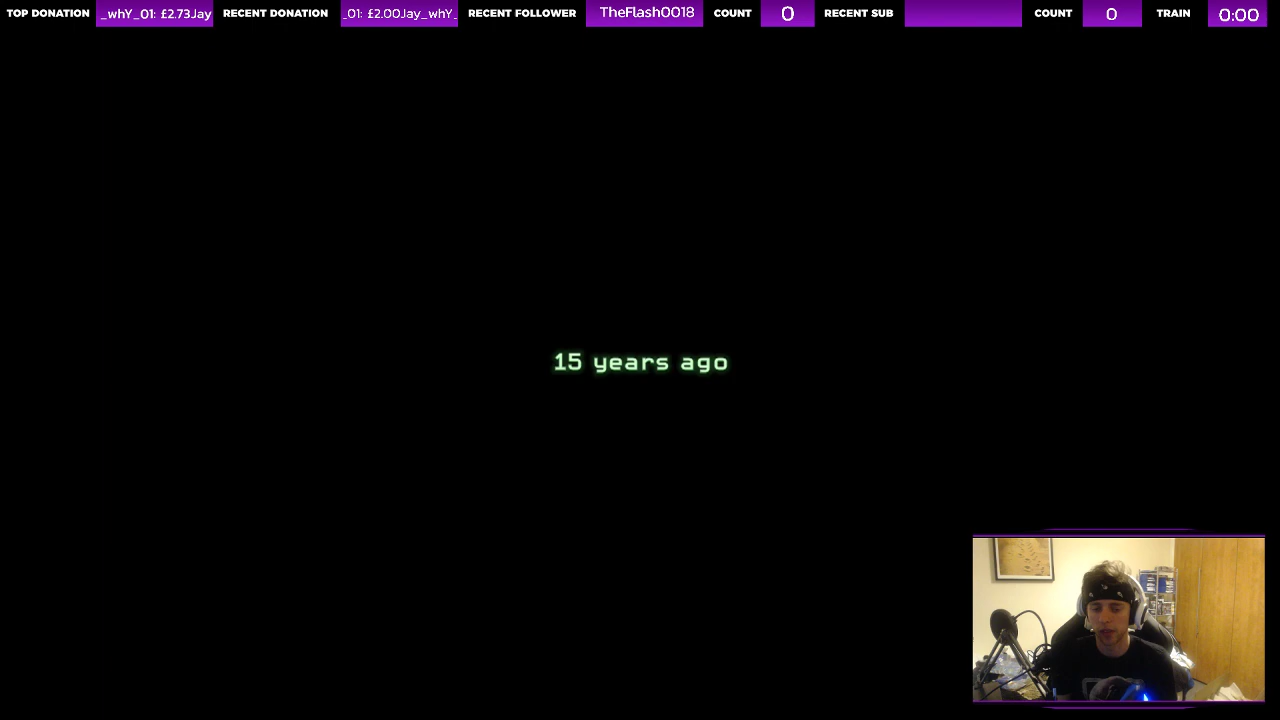 TOP DONATION _whY_01: £2.73Jay RECENT DONATION _01: £2.00Jay_whY_ RECENT FOLLOWER TheFlash0018 COUNT 0 RECENT SUB COUNT 0 TRAIN 0:00
15 years ago